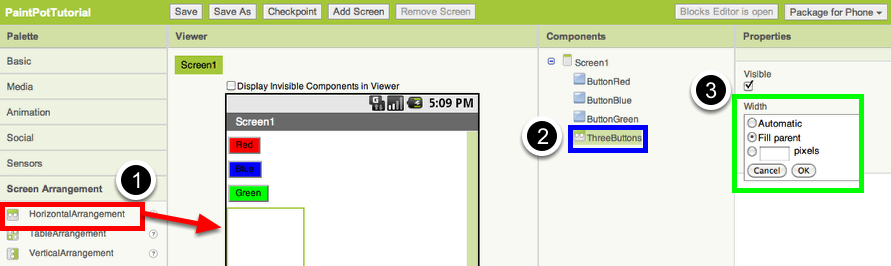 PaintPotTutorial
Save
Save As
Checkpoint
Add Screen
Remove Screen
Blocks Editor is open
Package for Phone
Palette
Viewer
Components
Properties
Basic
Media
Animation
Social
Sensors
Screen Arrangement
1
HorizontalArrangement
?
TableArrangement
?
VerticalArrangement
?
Screen1
Display Invisible Components in Viewer
5:09 PM
Screen1
Red
Blue
Green
Screen1
ButtonRed
ButtonBlue
ButtonGreen
2
ThreeButtons
Visible
3
Width
Automatic
Fill parent
pixels
Cancel
OK